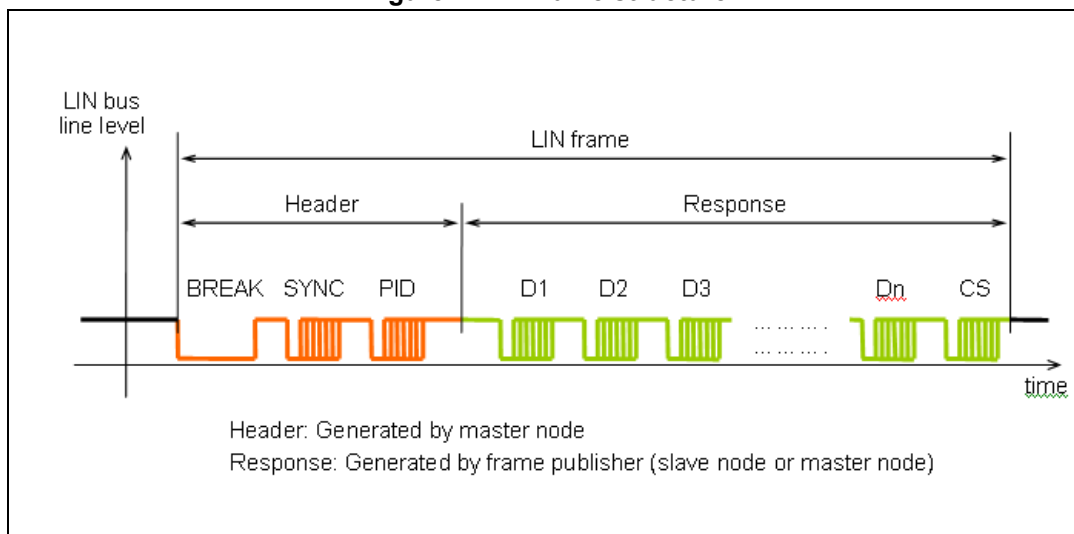 LIN bus
line level
LIN frame
Header
Response
BREAK SYNC PID D1 D2 D3 Dn CS
... ... ... .
... ... ... .
time
Header: Generated by master node
Response: Generated by frame publisher (slave node or master node)